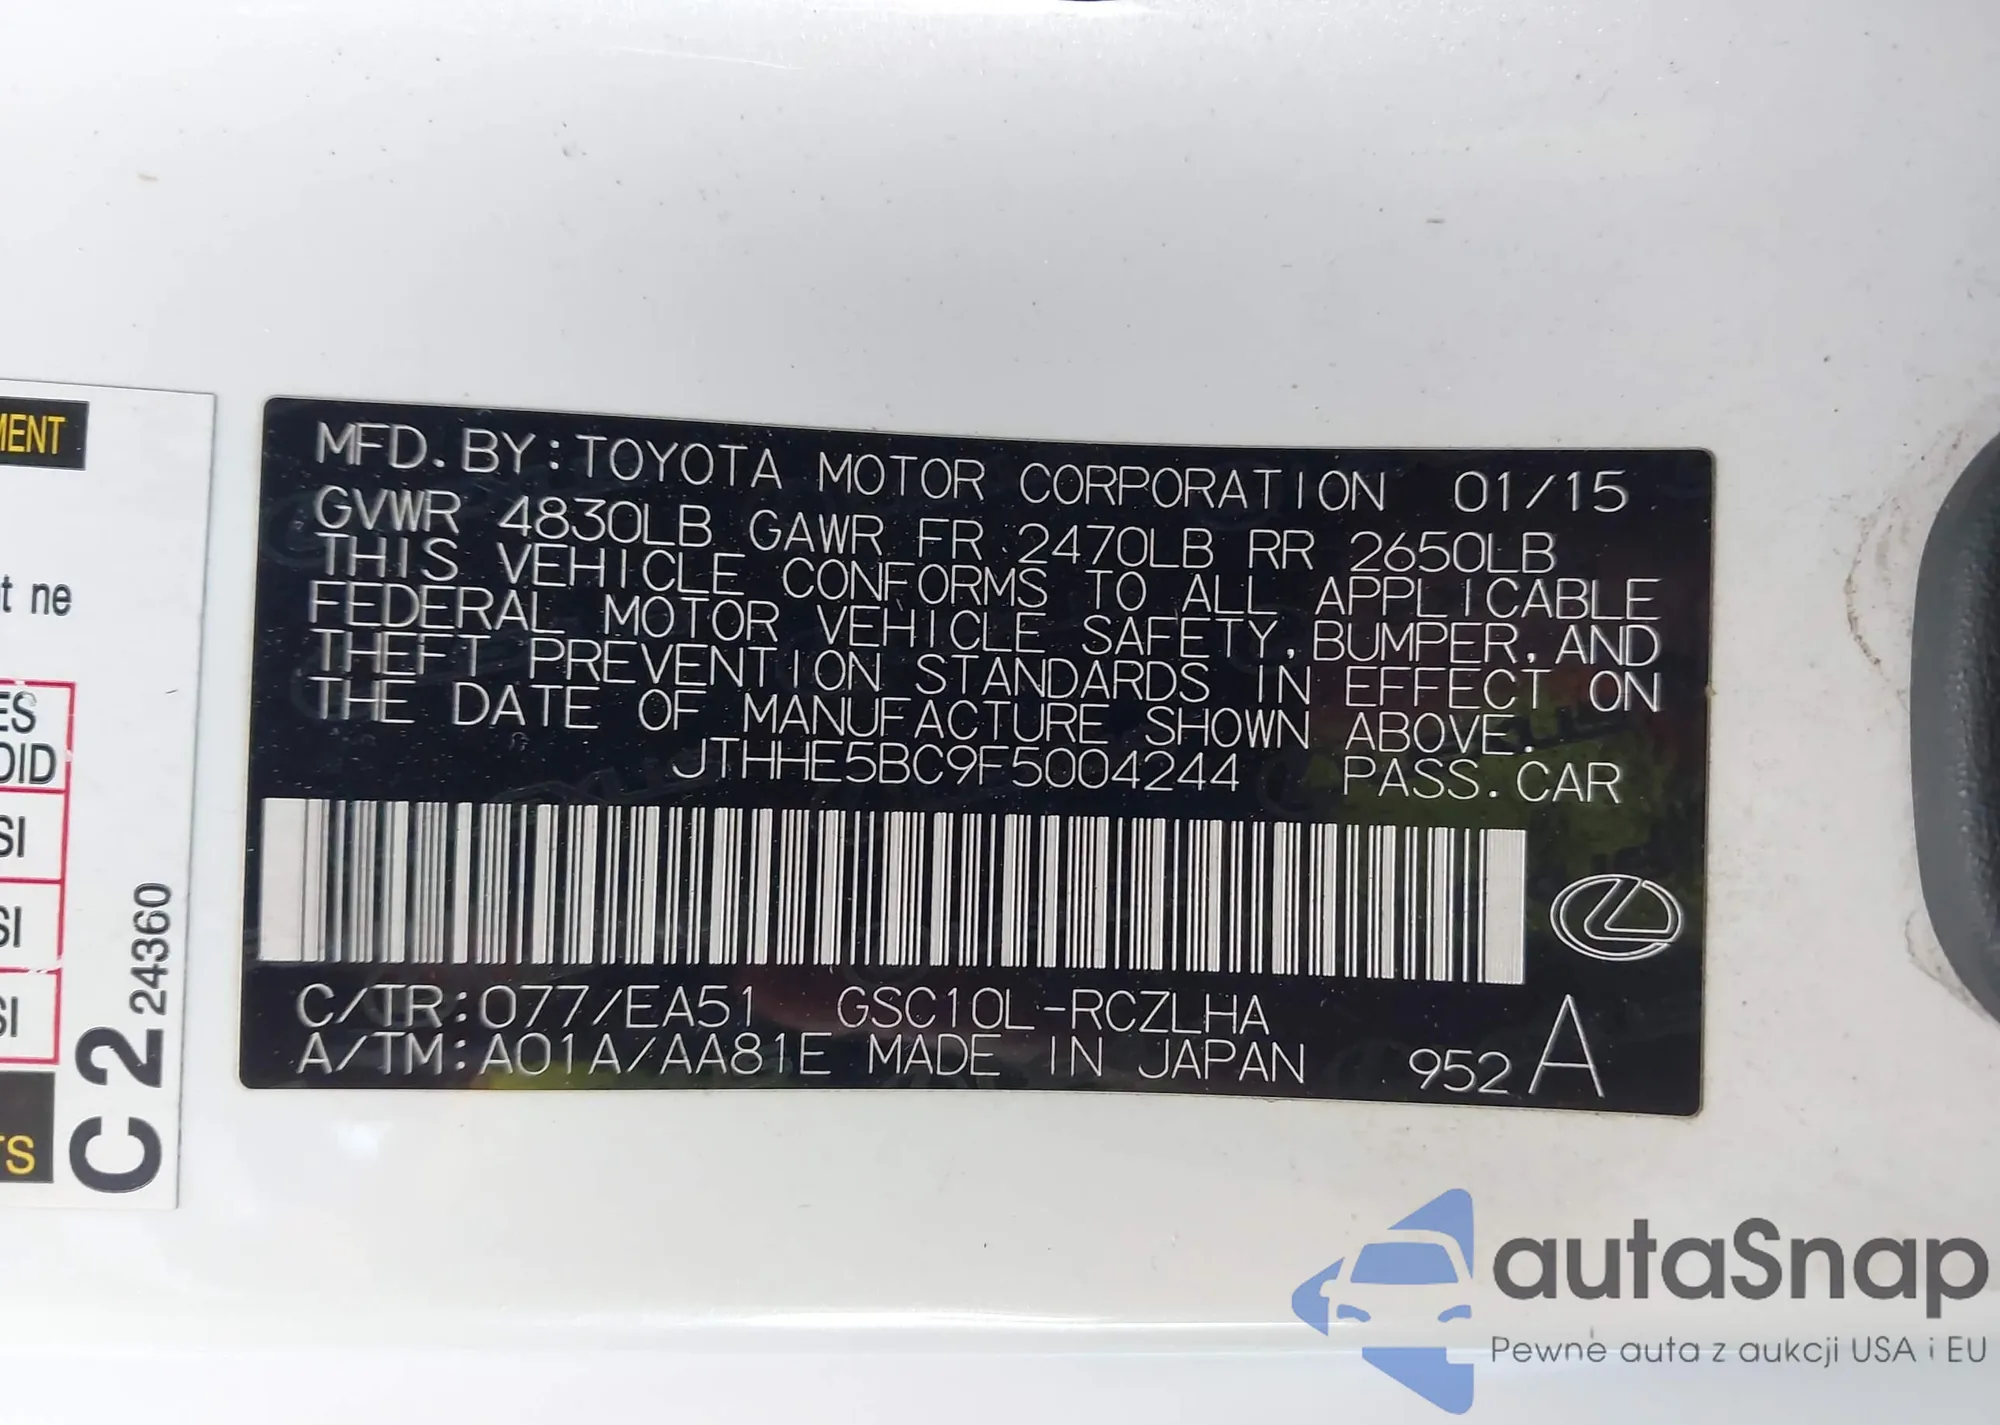 MENT
t ne
ES
OID
SI
SI
SI
TS
C2 24360
MFD. BY: TOYOTA MOTOR CORPORATION 01/15
GVWR 4830LB GAWR FR 2470LB RR 2650LB
THIS VEHICLE CONFORMS TO ALL APPLICABLE
FEDERAL MOTOR VEHICLE SAFETY, BUMPER, AND
THEFT PREVENTION STANDARDS IN EFFECT ON
THE DATE OF MANUFACTURE SHOWN ABOVE.
JTHHE5BC9F5004244 PASS. CAR
C/TR: 077/EA51 GSC10L-RCZLHA
A/TM: A01A/AA81E MADE IN JAPAN 952 A
autaSnap
Pewne auta z aukcji USA i EU